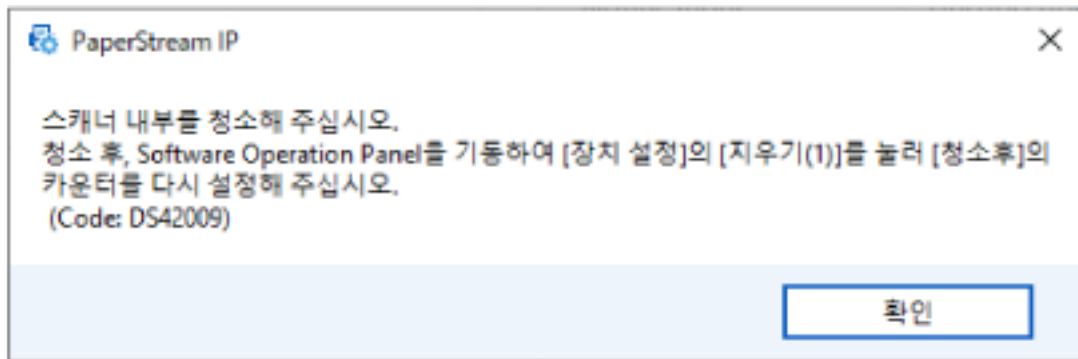 PaperStream IP
스캐너 내부를 청소해 주십시오.
청소 후, Software Operation Panel을 기동하여 [장치 설정]의 [지우기(1)]를 눌러 [청소후]의
카운터를 다시 설정해 주십시오.
(Code: DS42009)
확인